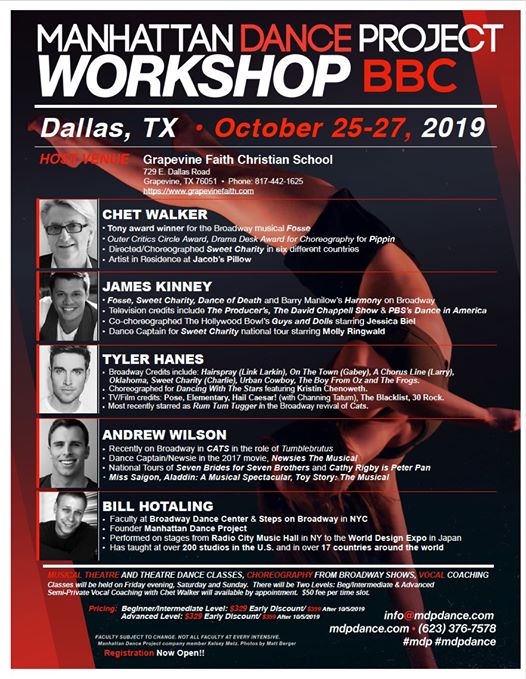 MANHATTAN DANCE PROJECT
WORKSHOP BBC
Dallas, TX • October 25-27, 2019
HOST VENUE Grapevine Faith Christian School
729 E. Dallas Road
Grapevine, TX 76051 • Phone: 817-442-1625
https://www.grapevinefaith.com
CHET WALKER
• Tony award winner for the Broadway musical Fosse
• Outer Critics Circle Award, Drama Desk Award for Choreography for Pippin
• Directed/Choreographed Sweet Charity in six different countries
• Artist in Residence at Jacob's Pillow
JAMES KINNEY
• Fosse, Sweet Charity, Dance of Death and Barry Manilow's Harmony on Broadway
• Television credits include The Producer's, The David Chappell Show & PBS's Dance in America
• Co-choreographed The Hollywood Bowl's Guys and Dolls starring Jessica Biel
• Dance Captain for Sweet Charity national tour starring Molly Ringwald
TYLER HANES
• Broadway Credits include: Hairspray (Link Larkin), On The Town (Gabey), A Chorus Line (Larry),
Oklahoma, Sweet Charity (Charlie), Urban Cowboy, The Boy From Oz and The Frogs.
• Choreographed for Dancing With The Stars featuring Kristin Chenoweth.
• TV/Film credits: Pose, Elementary, Hail Caesar! (with Channing Tatum), The Blacklist, 30 Rock.
• Most recently starred as Rum Tum Tugger in the Broadway revival of Cats.
ANDREW WILSON
• Recently on Broadway in CATS in the role of Tumblebrutus
• Dance Captain/Newsie in the 2017 movie, Newsies The Musical
• National Tours of Seven Brides for Seven Brothers and Cathy Rigby is Peter Pan
• Miss Saigon, Aladdin: A Musical Spectacular, Toy Story: The Musical
BILL HOTALING
• Faculty at Broadway Dance Center & Steps on Broadway in NYC
• Founder Manhattan Dance Project
• Performed on stages from Radio City Music Hall in NY to the World Design Expo in Japan
• Has taught at over 200 studios in the U.S. and in over 17 countries around the world
MUSICAL THEATRE AND THEATRE DANCE CLASSES, CHOREOGRAPHY FROM BROADWAY SHOWS, VOCAL COACHING
Classes will be held on Friday evening, Saturday and Sunday. There will be Two Levels: Beg/Intermediate & Advanced
Semi-Private Vocal Coaching with Chet Walker will available by appointment. $50 fee per time slot.
Pricing: Beginner/Intermediate Level: $329 Early Discount/ $359 After 10/5/2019
Advanced Level: $329 Early Discount/ $359 After 10/5/2019
info@mdpdance.com
mdpdance.com • (623) 376-7578
#mdp #mdpdance
FACULTY SUBJECT TO CHANGE. NOT ALL FACULTY AT EVERY INTENSIVE.
Manhattan Dance Project company member Kelsey Metz. Photos by Matt Berger
Registration Now Open!!